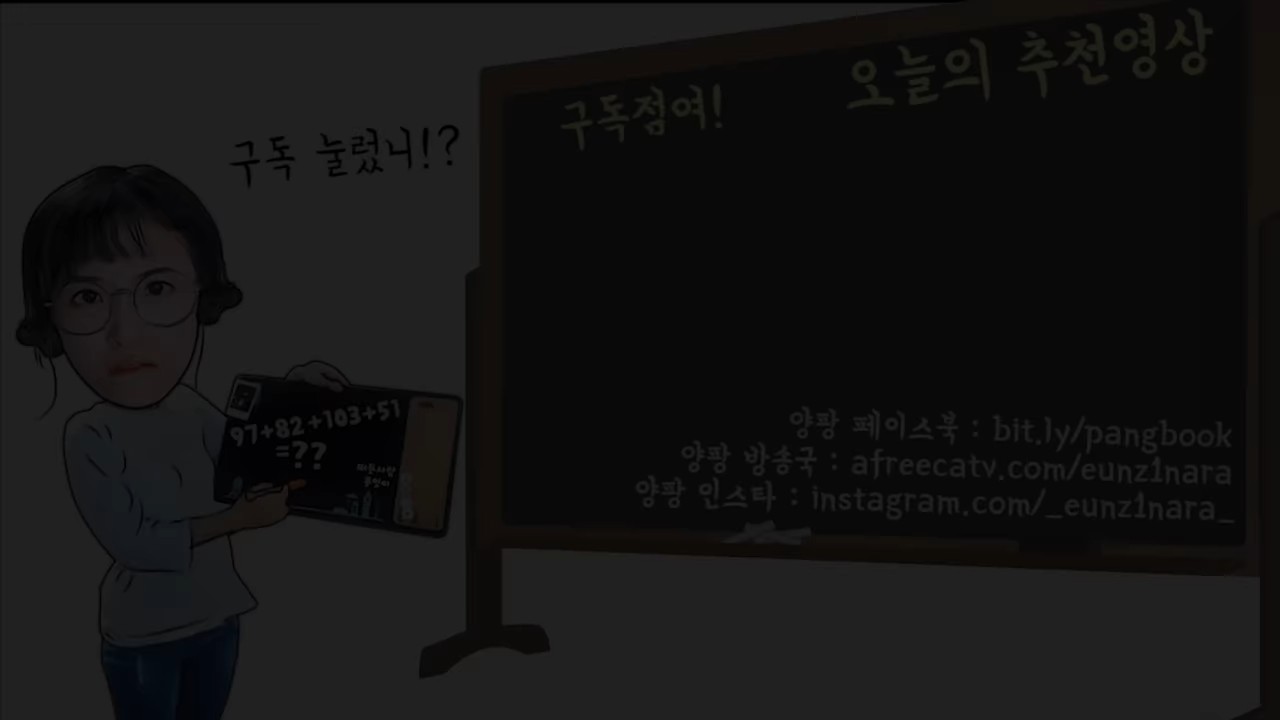 구독 눌렀니!?
97+82+103+51
=??
구독점여!
오늘의 추천영상
양팡 페이스북 : bit.ly/pangbook
양팡 방송국 : afreecatv.com/eunz1nara
양팡 인스타 : instagram.com/_eunz1nara_